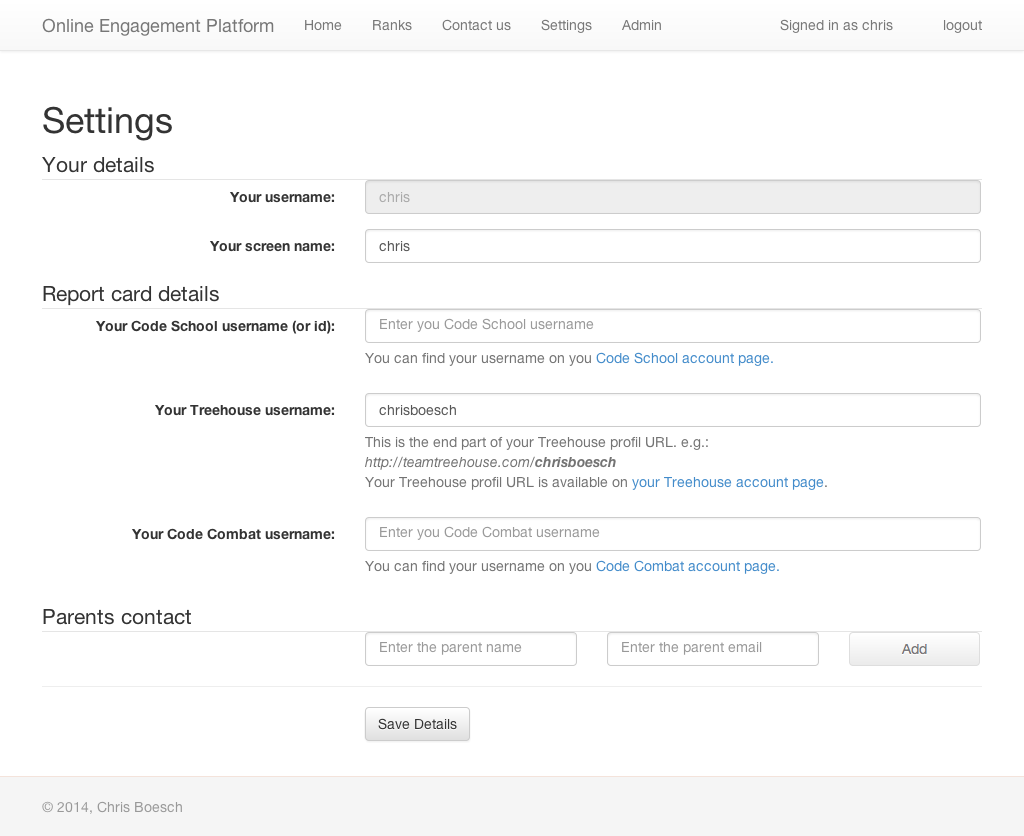 Online Engagement Platform Home Ranks Contact us Settings Admin Signed in as chris logout
Settings
Your details
Your username: chris
Your screen name: chris
Report card details
Your Code School username (or id): Enter you Code School username
You can find your username on you Code School account page.
Your Treehouse username: chrisboesch
This is the end part of your Treehouse profil URL. e.g.:
http://teamtreehouse.com/chrisboesch
Your Treehouse profil URL is available on your Treehouse account page.
Your Code Combat username: Enter you Code Combat username
You can find your username on you Code Combat account page.
Parents contact
Enter the parent name Enter the parent email Add
Save Details
© 2014, Chris Boesch